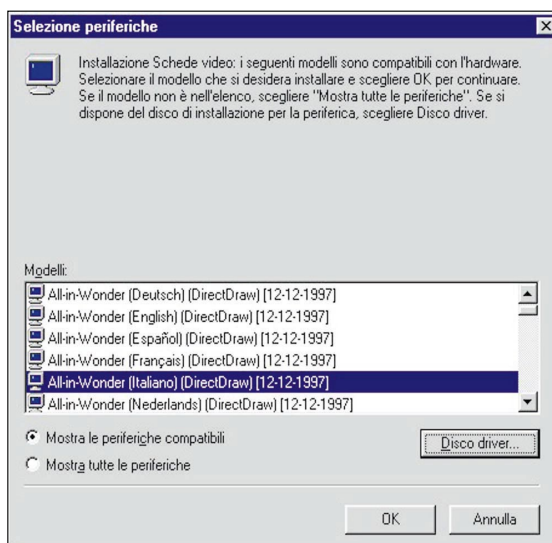 Selezione periferiche
Installazione Schede video: i seguenti modelli sono compatibili con l'hardware.
Selezionare il modello che si desidera installare e scegliere OK per continuare.
Se il modello non è nell'elenco, scegliere "Mostra tutte le periferiche". Se si
dispone del disco di installazione per la periferica, scegliere Disco driver.
Modelli:
All-in-Wonder (Deutsch) (DirectDraw) [12-12-1997]
All-in-Wonder (English) (DirectDraw) [12-12-1997]
All-in-Wonder (Español) (DirectDraw) [12-12-1997]
All-in-Wonder (Français) (DirectDraw) [12-12-1997]
All-in-Wonder (Italiano) (DirectDraw) [12-12-1997]
All-in-Wonder (Nederlands) (DirectDraw) [12-12-1997]
Mostra le periferiche compatibili
Disco driver...
Mostra tutte le periferiche
OK
Annulla